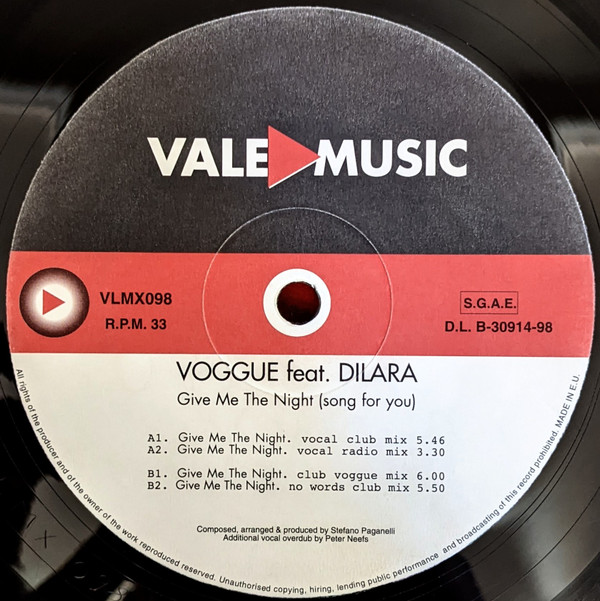 VALE MUSIC
VLMX098
R.P.M. 33
S.G.A.E.
D.L. B-30914-98
VOGGUE feat. DILARA
Give Me The Night (song for you)
A1. Give Me The Night. vocal club mix 5.46
A2. Give Me The Night. vocal radio mix 3.30
B1. Give Me The Night. club voggue mix 6.00
B2. Give Me The Night. no words club mix 5.50
Composed, arranged & produced by Stefano Paganelli
Additional vocal overdub by Peter Neefs
All rights of the producer and of the owner of the work reproduced reserved. Unauthorised copying, hiring, lending public performance and broadcasting of this record prohibited. MADE IN E.U.